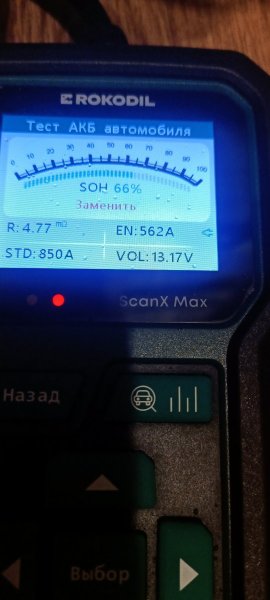 ROKODIL
Тест АКБ автомобиля
0 10 20 30 40 50 60 70 80 90 100
SOH 66%
Заменить
R: 4.77 mΩ EN: 562A
STD: 850A VOL: 13.17V
ScanX Max
Назад
Выбор